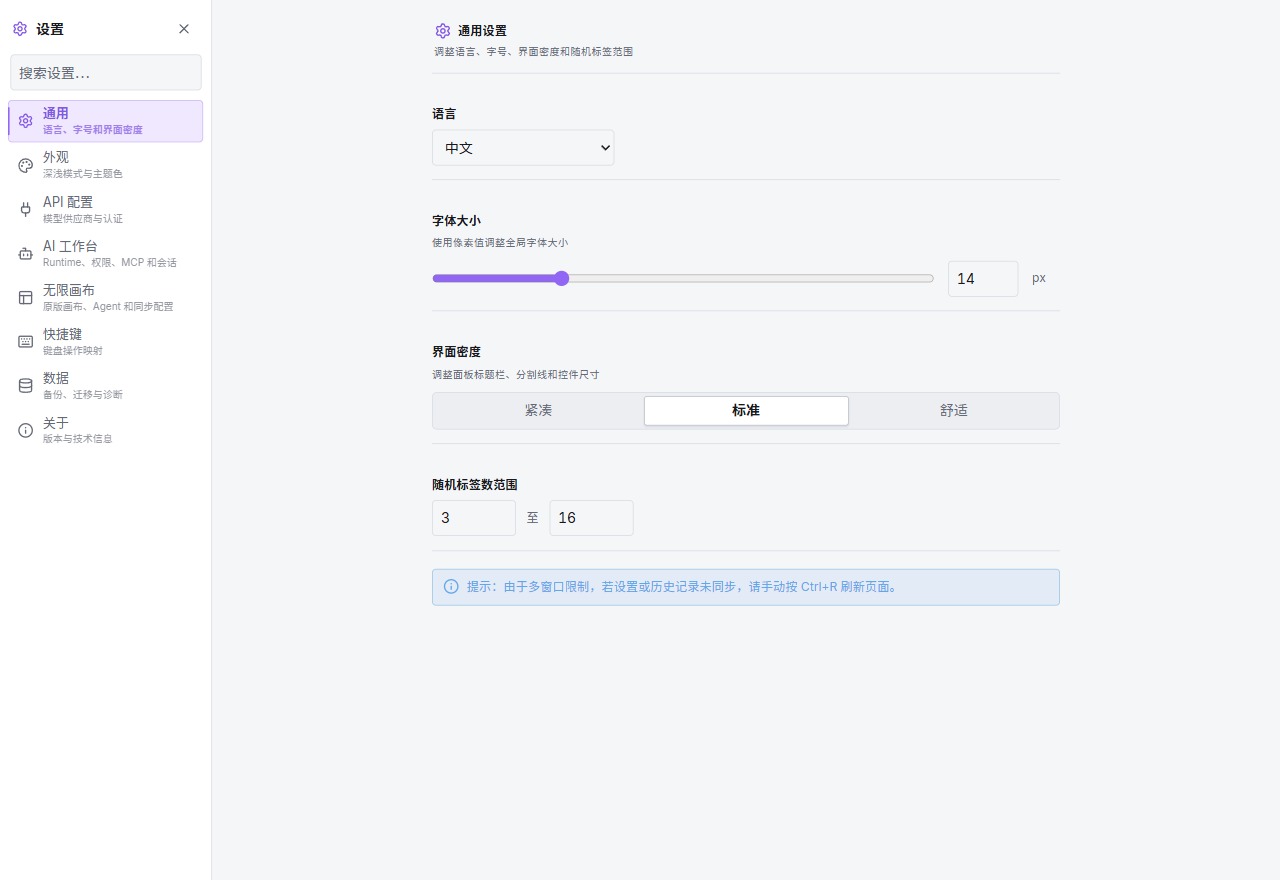 设置
搜索设置...
通用
语言、字号和界面密度
外观
深浅模式与主题色
API 配置
模型供应商与认证
AI 工作台
Runtime、权限、MCP 和会话
无限画布
原版画布、Agent 和同步配置
快捷键
键盘操作映射
数据
备份、迁移与诊断
关于
版本与技术信息
通用设置
调整语言、字号、界面密度和随机标签范围
语言
中文
字体大小
使用像素值调整全局字体大小
14 px
界面密度
调整面板标题栏、分割线和控件尺寸
紧凑 标准 舒适
随机标签数范围
3 至 16
提示：由于多窗口限制，若设置或历史记录未同步，请手动按 Ctrl+R 刷新页面。